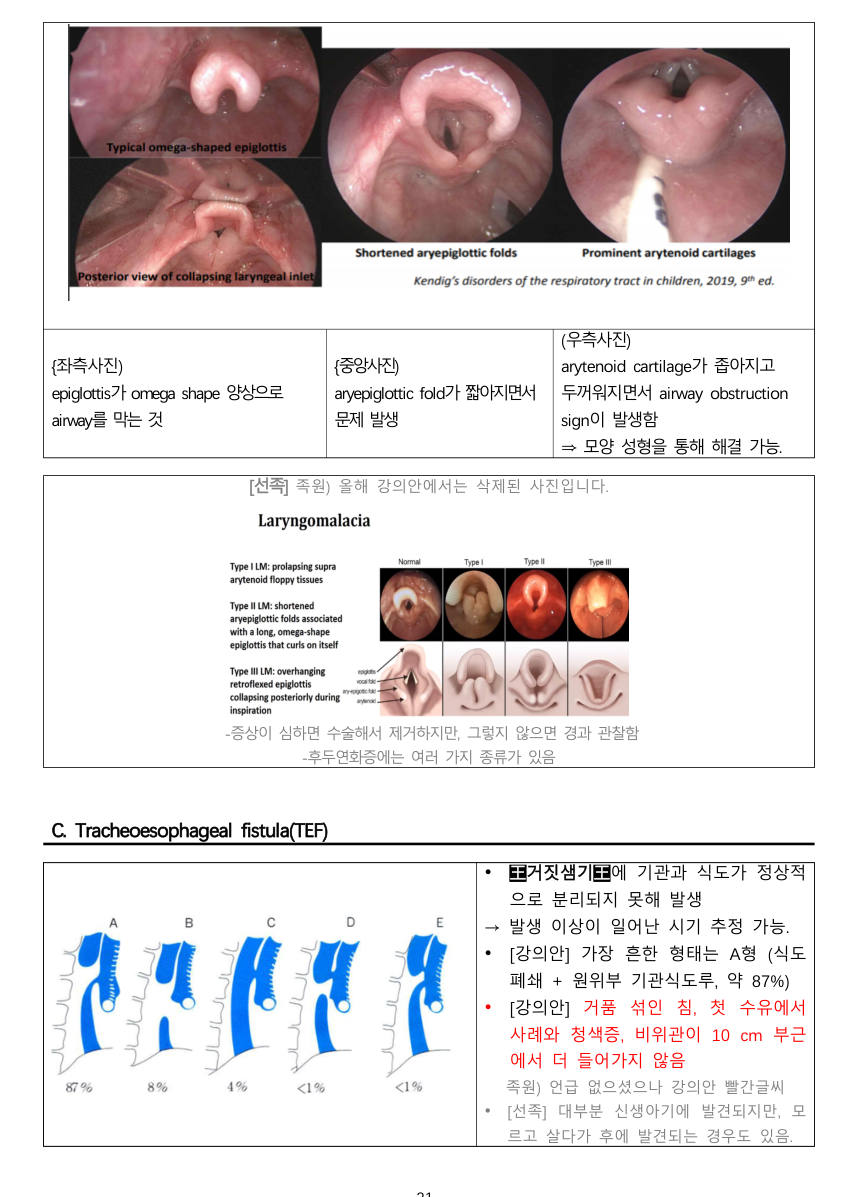 Typical omega-shaped epiglottis
Posterior view of collapsing laryngeal inlet
Shortened aryepiglottic folds
Prominent arytenoid cartilages
Kendig's disorders of the respiratory tract in children, 2019, 9th ed.
{좌측사진)
epiglottis가 omega shape 양상으로
airway를 막는 것
{중앙사진)
aryepiglottic fold가 짧아지면서
문제 발생
(우측사진)
arytenoid cartilage가 좁아지고
두꺼워지면서 airway obstruction
sign이 발생함
⇒ 모양 성형을 통해 해결 가능.
[선족] 족원) 올해 강의안에서는 삭제된 사진입니다.
Laryngomalacia
Type I LM: prolapsing supra
arytenoid floppy tissues
Type II LM: shortened
aryepiglottic folds associated
with a long, omega-shape
epiglottis that curls on itself
Type III LM: overhanging
retroflexed epiglottis
collapsing posteriorly during
inspiration
Normal Type I Type II Type III
epiglottis
vocal fold
ary-epigottic fold
arytenoid
-증상이 심하면 수술해서 제거하지만, 그렇지 않으면 경과 관찰함
-후두연화증에는 여러 가지 종류가 있음
C. Tracheoesophageal fistula(TEF)
A B C D E
87% 8% 4% <1% <1%
• 거짓샘기에 기관과 식도가 정상적
으로 분리되지 못해 발생
→ 발생 이상이 일어난 시기 추정 가능.
• [강의안] 가장 흔한 형태는 A형 (식도
폐쇄 + 원위부 기관식도루, 약 87%)
• [강의안] 거품 섞인 침, 첫 수유에서
사례와 청색증, 비위관이 10 cm 부근
에서 더 들어가지 않음
족원) 언급 없으셨으나 강의안 빨간글씨
• [선족] 대부분 신생아기에 발견되지만, 모
르고 살다가 후에 발견되는 경우도 있음.